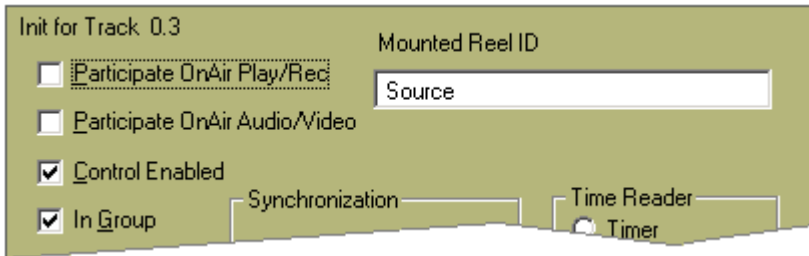 Init for Track 0.3
Mounted Reel ID
Participate OnAir Play/Rec
Source
Participate OnAir Audio/Video
Control Enabled
Synchronization
Time Reader
In Group
Timer